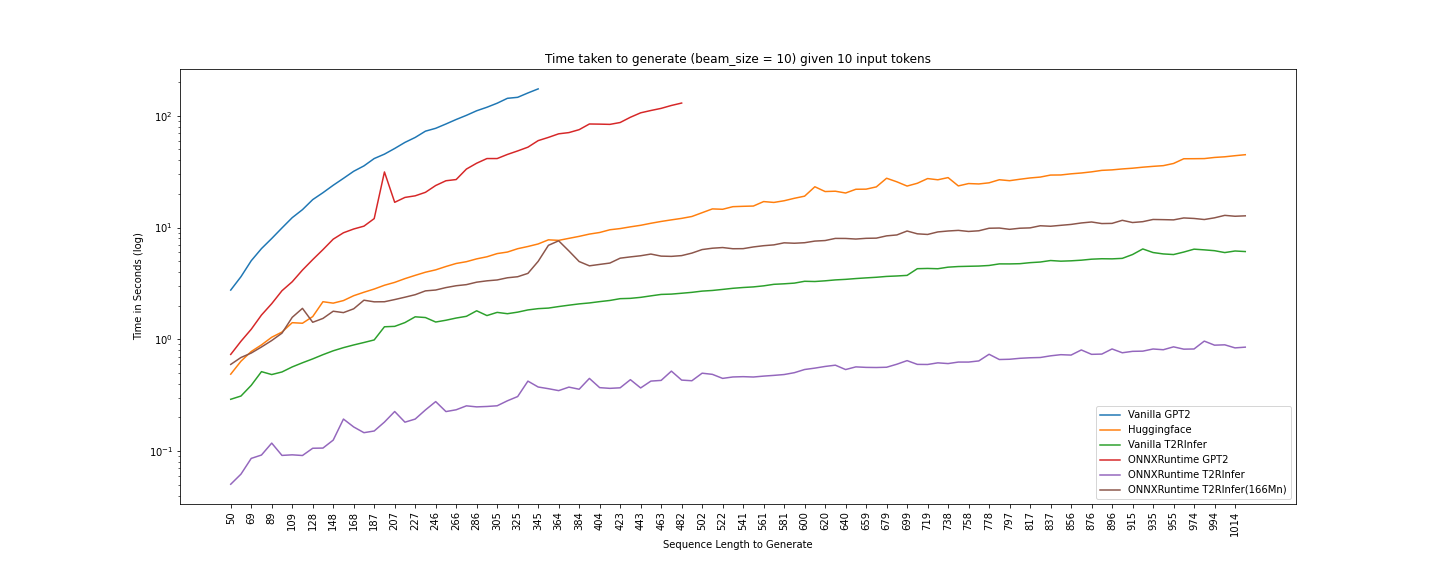 Time taken to generate (beam_size = 10) given 10 input tokens
Time in Seconds (log)
10²
10¹
10⁰
10⁻¹
Vanilla GPT2
Huggingface
Vanilla T2RInfer
ONNXRuntime GPT2
ONNXRuntime T2RInfer
ONNXRuntime T2RInfer(166Mn)
50 69 89 109 128 148 168 187 207 227 246 266 286 305 325 345 364 384 404 423 443 463 482 502 522 541 561 581 600 620 640 659 679 699 719 738 758 778 797 817 837 856 876 896 915 935 955 974 994 1014
Sequence Length to Generate